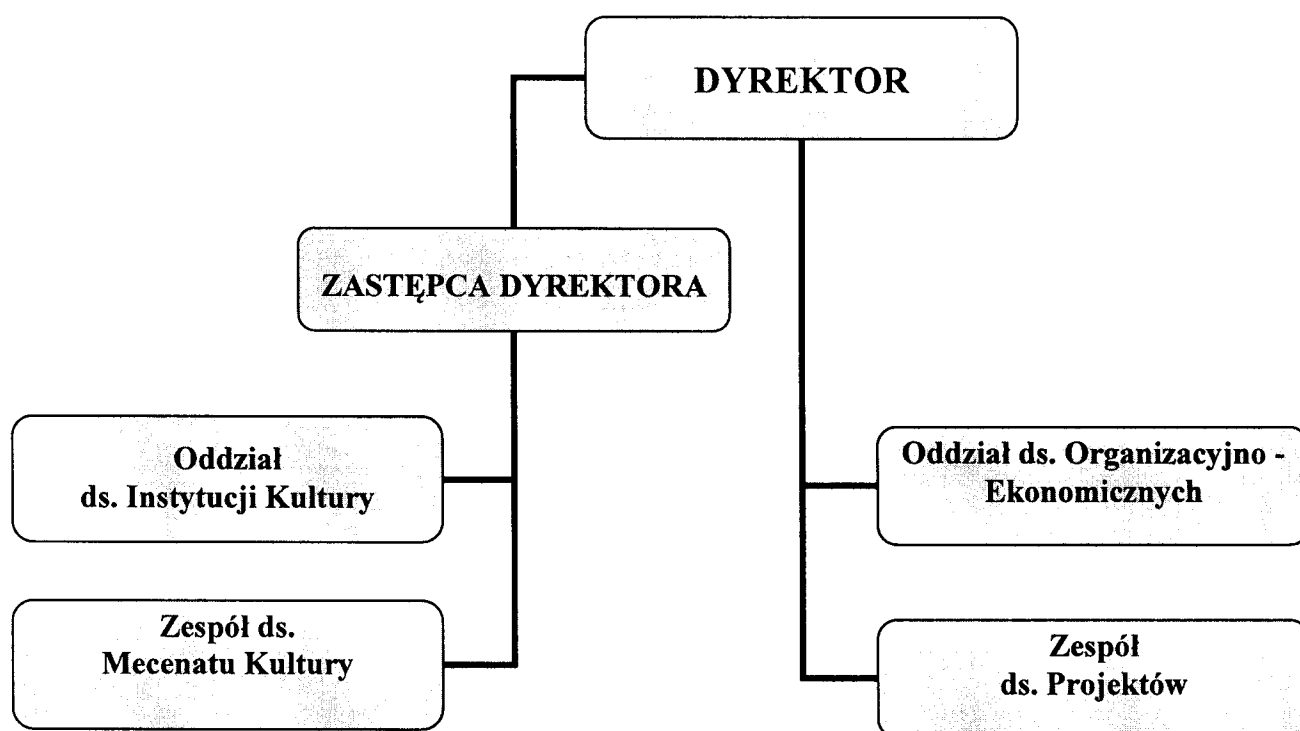 DYREKTOR
ZASTĘPCA DYREKTORA
Oddział
ds. Instytucji Kultury
Oddział ds. Organizacyjno -
Ekonomicznych
Zespół ds.
Mecenatu Kultury
Zespół
ds. Projektów